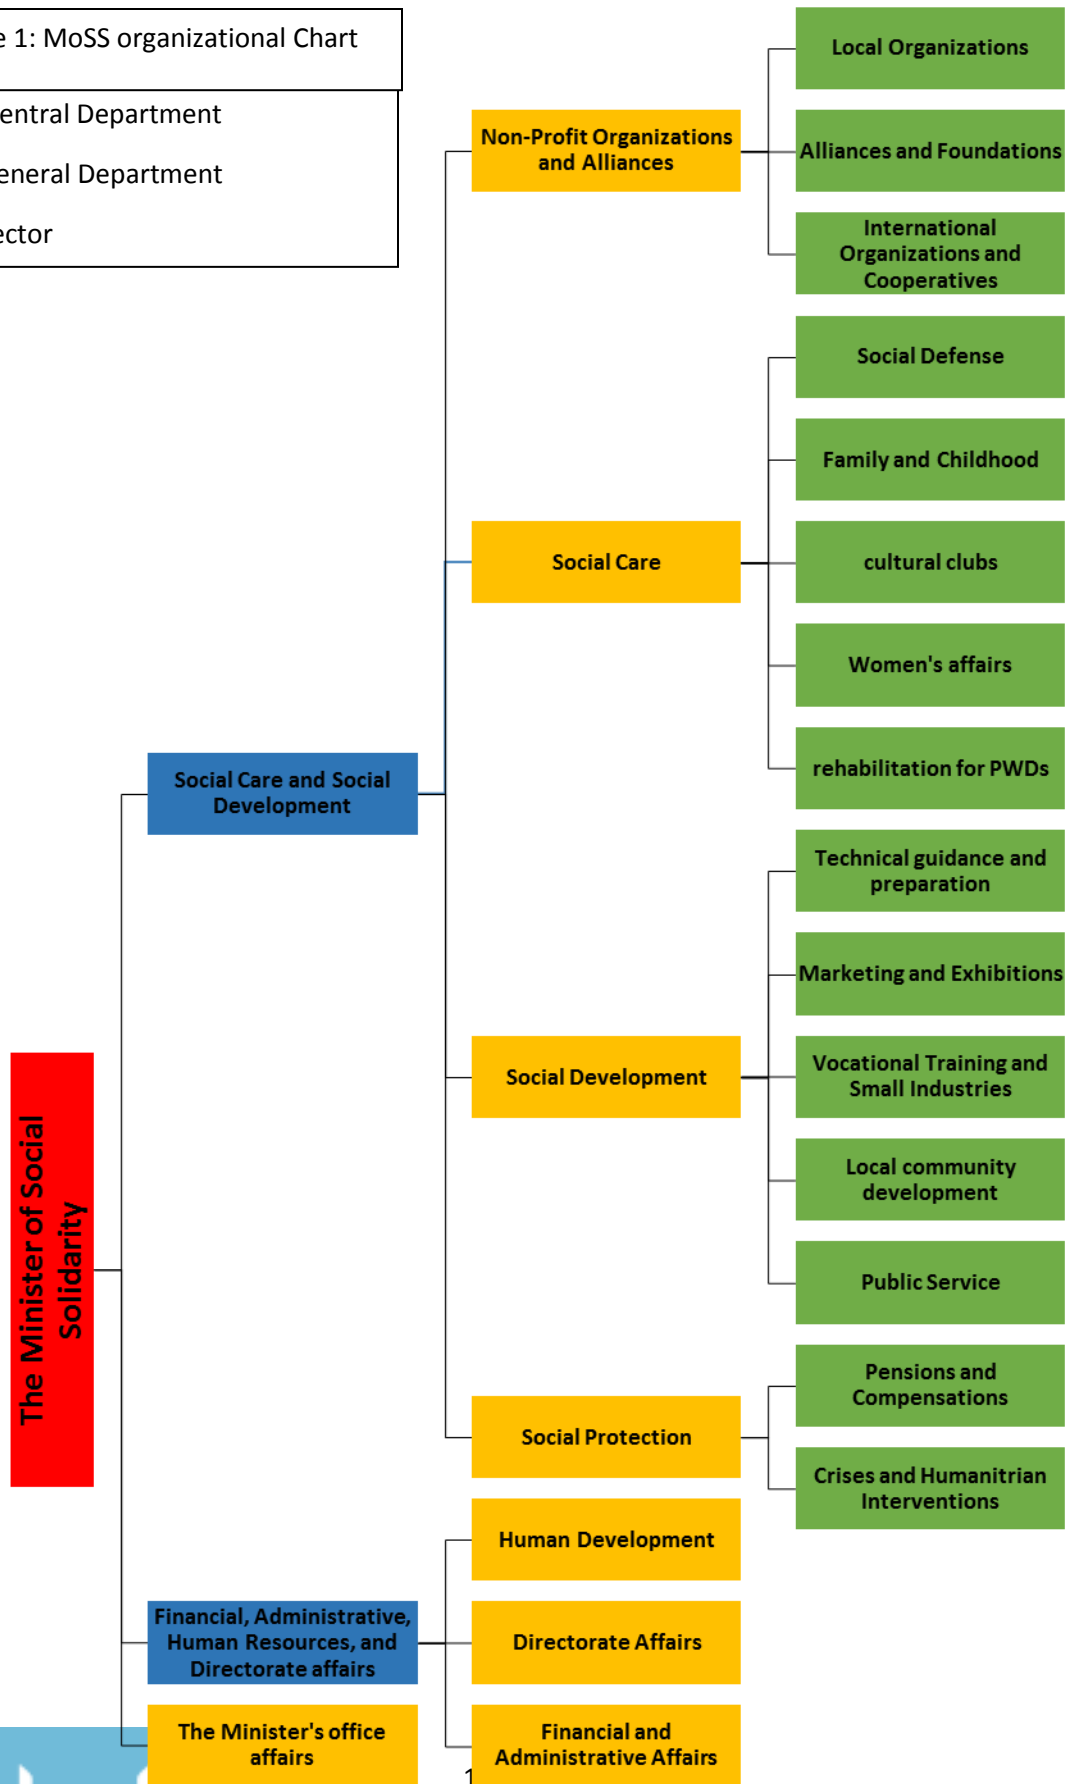 1: MoSS organizational Chart
entral Department
eneral Department
ector
Local Organizations
Non-Profit Organizations
and Alliances
Alliances and Foundations
International
Organizations and
Cooperatives
Social Defense
Family and Childhood
Social Care
cultural clubs
Women's affairs
rehabilitation for PWDs
Social Care and Social
Development
Technical guidance and
preparation
Marketing and Exhibitions
Social Development
Vocational Training and
Small Industries
Local community
development
Public Service
The Minister of Social
Solidarity
Pensions and
Compensations
Social Protection
Crises and Humanitrian
Interventions
Human Development
Financial, Administrative,
Human Resources, and
Directorate affairs
Directorate Affairs
The Minister's office
affairs
Financial and
Administrative Affairs